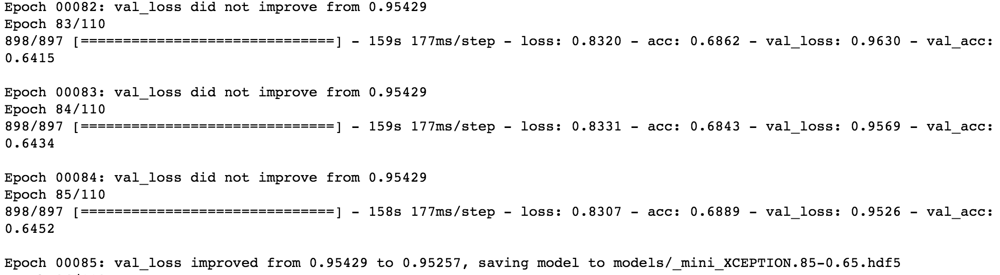 Epoch 00082: val_loss did not improve from 0.95429
Epoch 83/110
898/897 [==============================] - 159s 177ms/step - loss: 0.8320 - acc: 0.6862 - val_loss: 0.9630 - val_acc:
0.6415
Epoch 00083: val_loss did not improve from 0.95429
Epoch 84/110
898/897 [==============================] - 159s 177ms/step - loss: 0.8331 - acc: 0.6843 - val_loss: 0.9569 - val_acc:
0.6434
Epoch 00084: val_loss did not improve from 0.95429
Epoch 85/110
898/897 [==============================] - 158s 177ms/step - loss: 0.8307 - acc: 0.6889 - val_loss: 0.9526 - val_acc:
0.6452
Epoch 00085: val_loss improved from 0.95429 to 0.95257, saving model to models/_mini_XCEPTION.85-0.65.hdf5